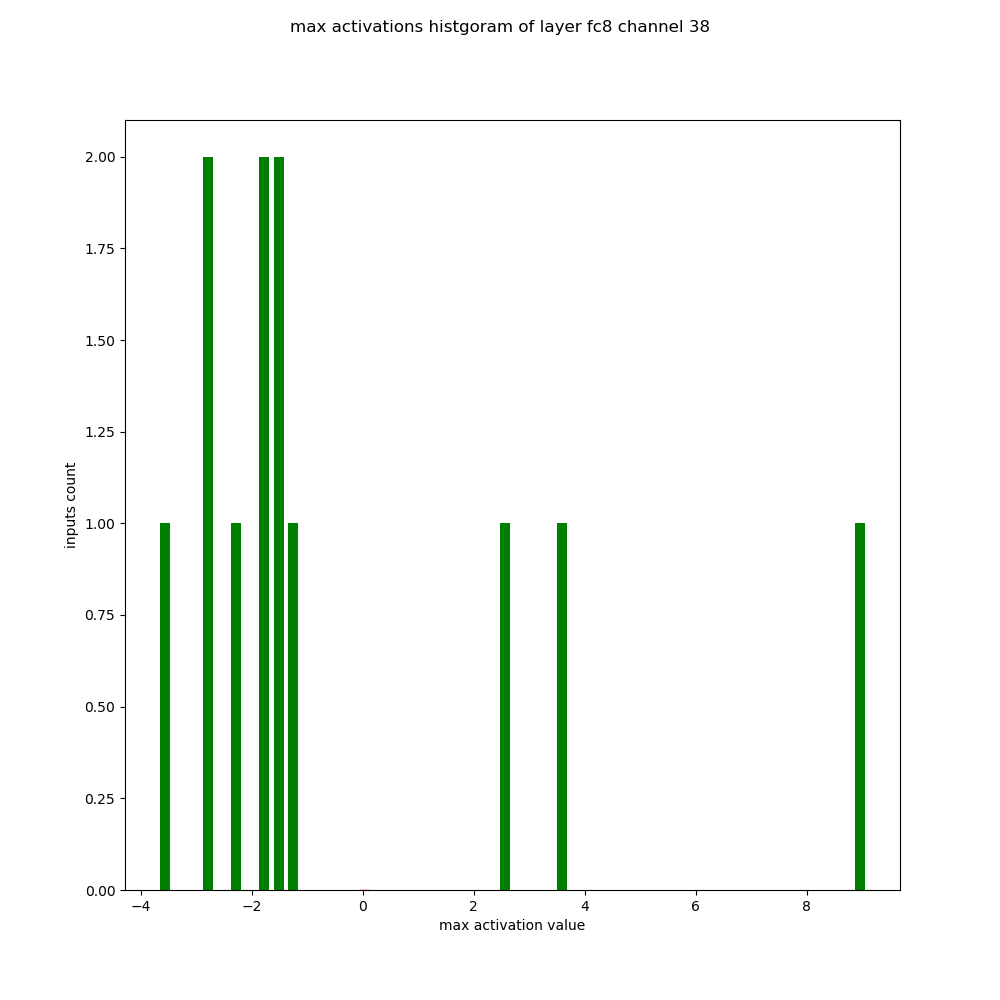 max activations histgoram of layer fc8 channel 38
2.00
1.75
1.50
1.25
1.00
0.75
0.50
0.25
0.00
inputs count
−4 −2 0 2 4 6 8
max activation value